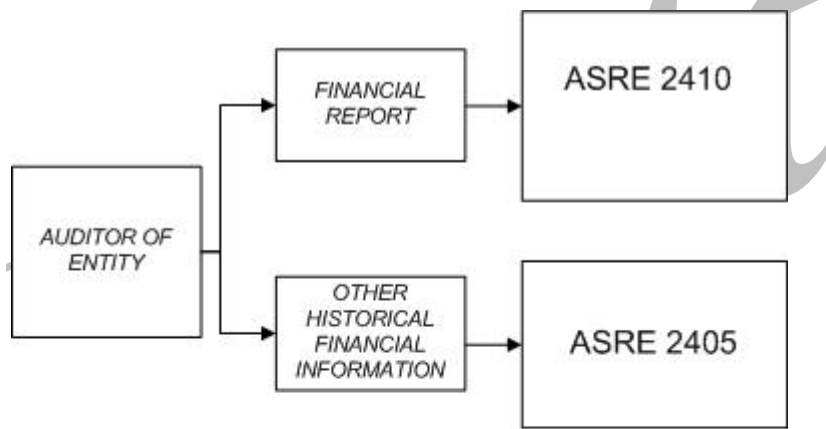 FINANCIAL
REPORT
ASRE 2410
AUDITOR OF
ENTITY
OTHER
HISTORICAL
FINANCIAL
INFORMATION
ASRE 2405